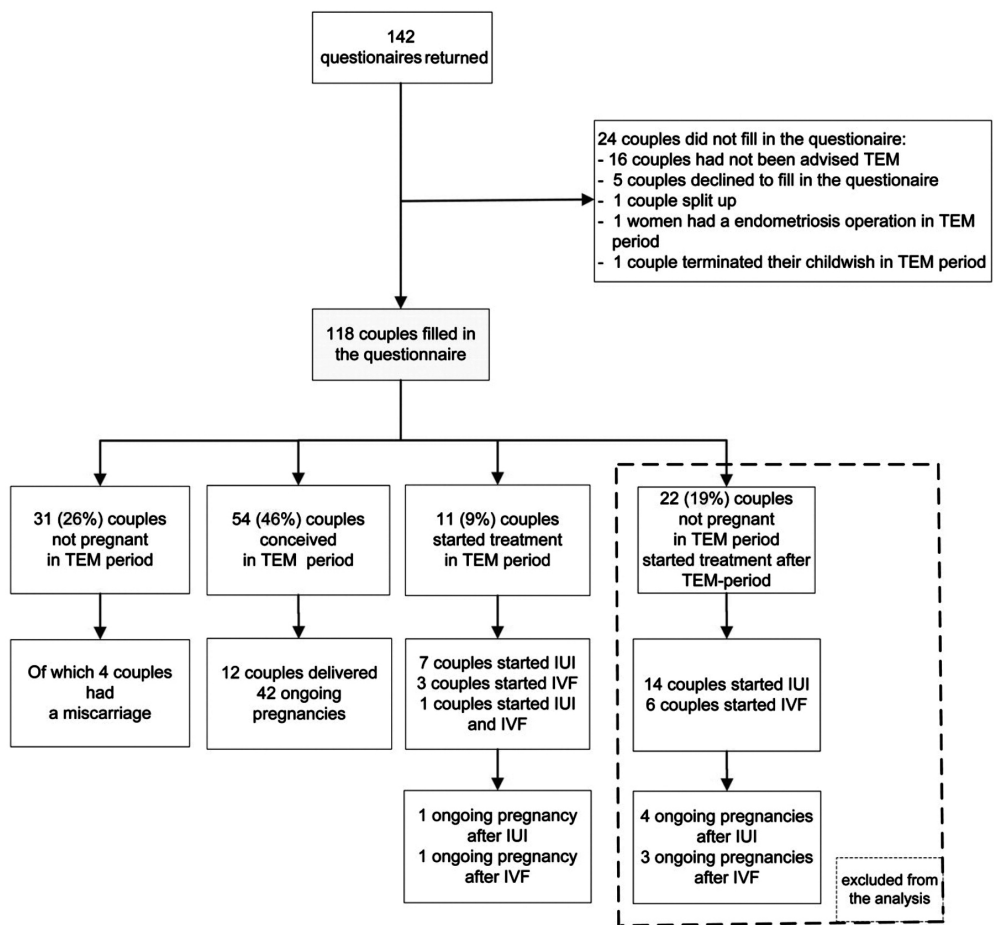 142
questionaires returned
24 couples did not fill in the questionaire:
- 16 couples had not been advised TEM
- 5 couples declined to fill in the questionaire
- 1 couple split up
- 1 women had a endometriosis operation in TEM
period
- 1 couple terminated their childwish in TEM period
118 couples filled in
the questionnaire
31 (26%) couples
not pregnant
in TEM period
54 (46%) couples
conceived
in TEM period
11 (9%) couples
started treatment
in TEM period
22 (19%) couples
not pregnant
in TEM period
started treatment after
TEM-period
Of which 4 couples
had
a miscarriage
12 couples delivered
42 ongoing
pregnancies
7 couples started IUI
3 couples started IVF
1 couples started IUI
and IVF
14 couples started IUI
6 couples started IVF
1 ongoing pregnancy
after IUI
1 ongoing pregnancy
after IVF
4 ongoing pregnancies
after IUI
3 ongoing pregnancies
after IVF
excluded from
the analysis